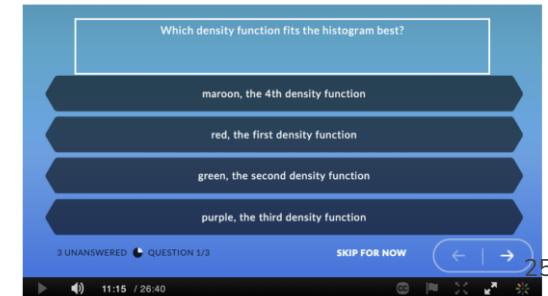 Which density function fits the histogram best?
maroon, the 4th density function
red, the first density function
green, the second density function
purple, the third density function
3 UNANSWERED QUESTION 1/3 SKIP FOR NOW
25
11:15 / 26:40 CC